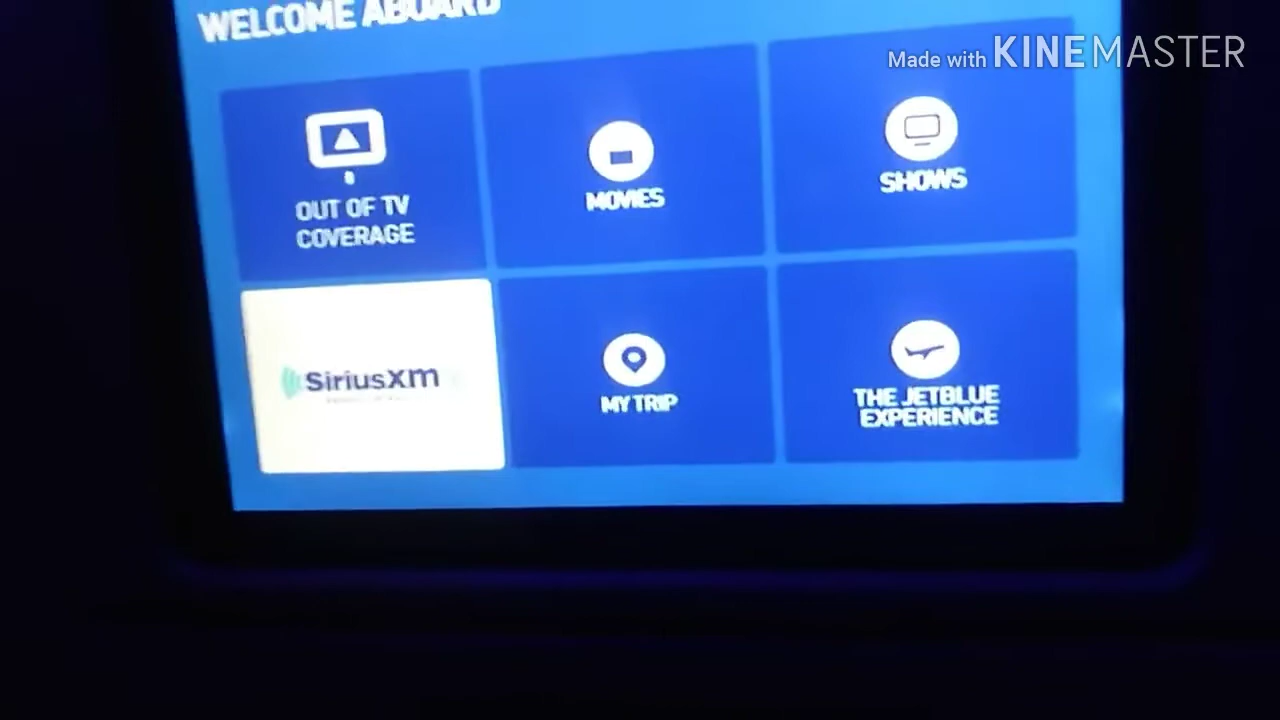 WELCOME ABOARD
Made with KINEMASTER
OUT OF TV
COVERAGE
MOVIES
SHOWS
SiriusXM
MY TRIP
THE JETBLUE
EXPERIENCE